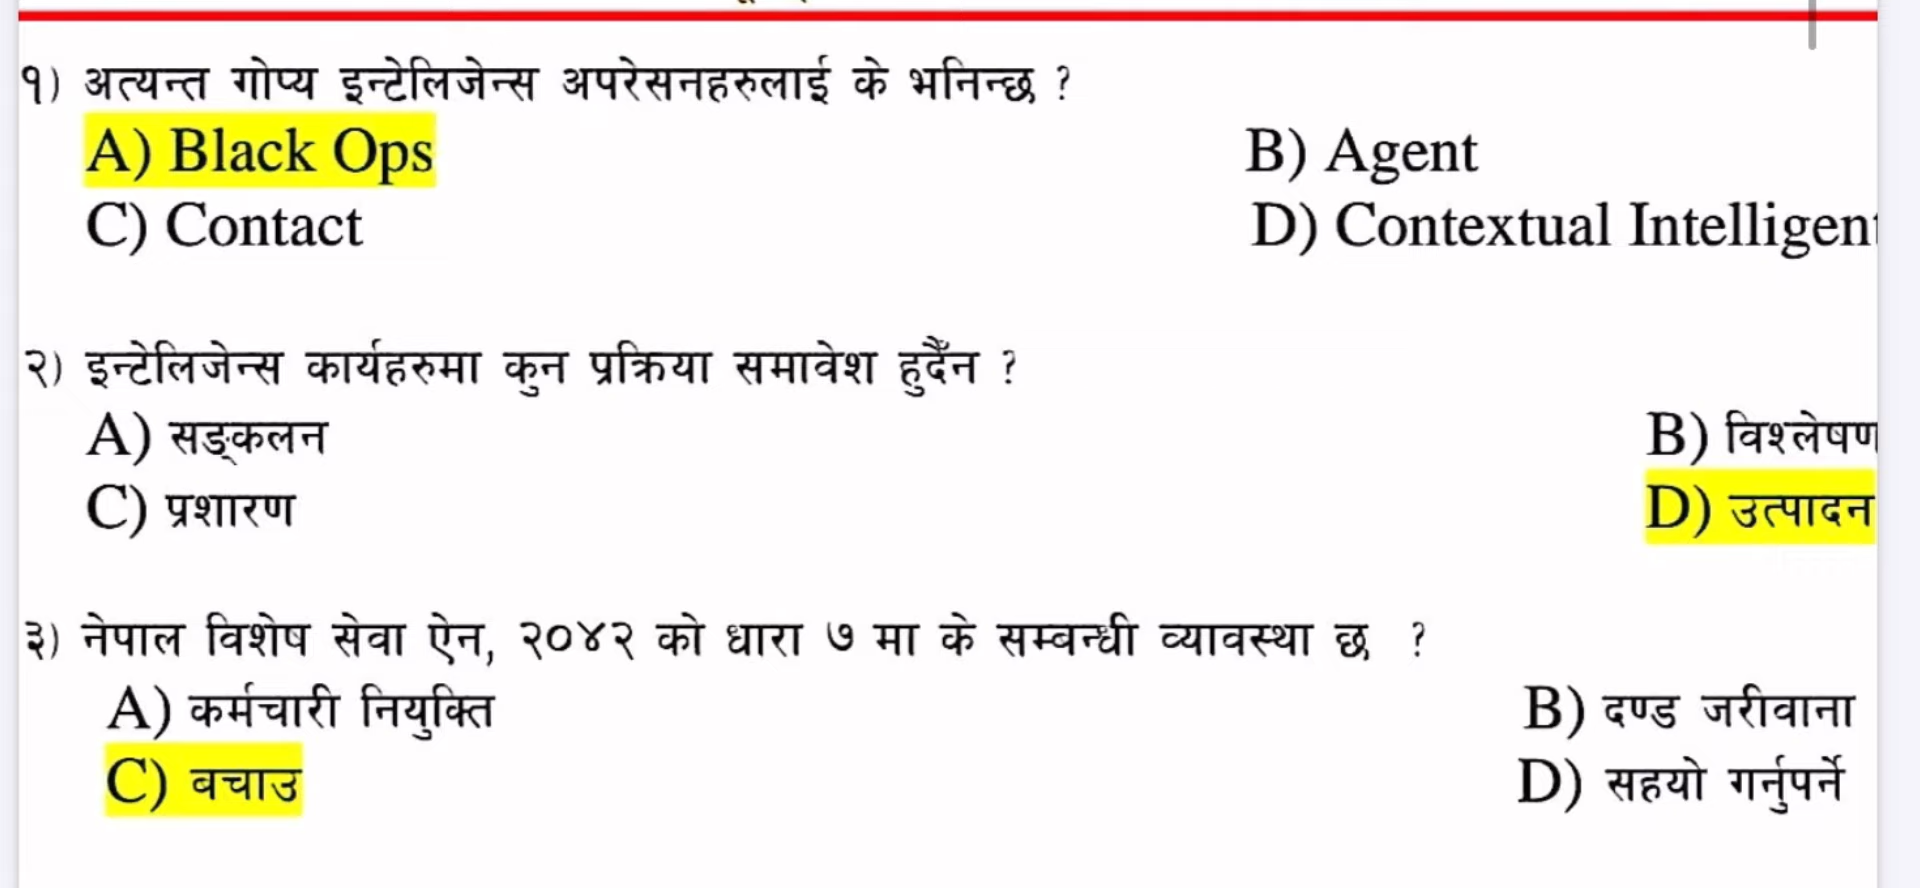 १) अत्यन्त गोप्य इन्टेलिजेन्स अपरेसनहरुलाई के भनिन्छ ?
A) Black Ops B) Agent
C) Contact D) Contextual Intelligen
२) इन्टेलिजेन्स कार्यहरुमा कुन प्रक्रिया समावेश हुदैँन ?
A) सङ्कलन B) विश्लेषण
C) प्रशारण D) उत्पादन
३) नेपाल विशेष सेवा ऐन, २०४२ को धारा ७ मा के सम्बन्धी व्यावस्था छ ?
A) कर्मचारी नियुक्ति B) दण्ड जरीवाना
C) बचाउ D) सहयो गर्नुपर्ने